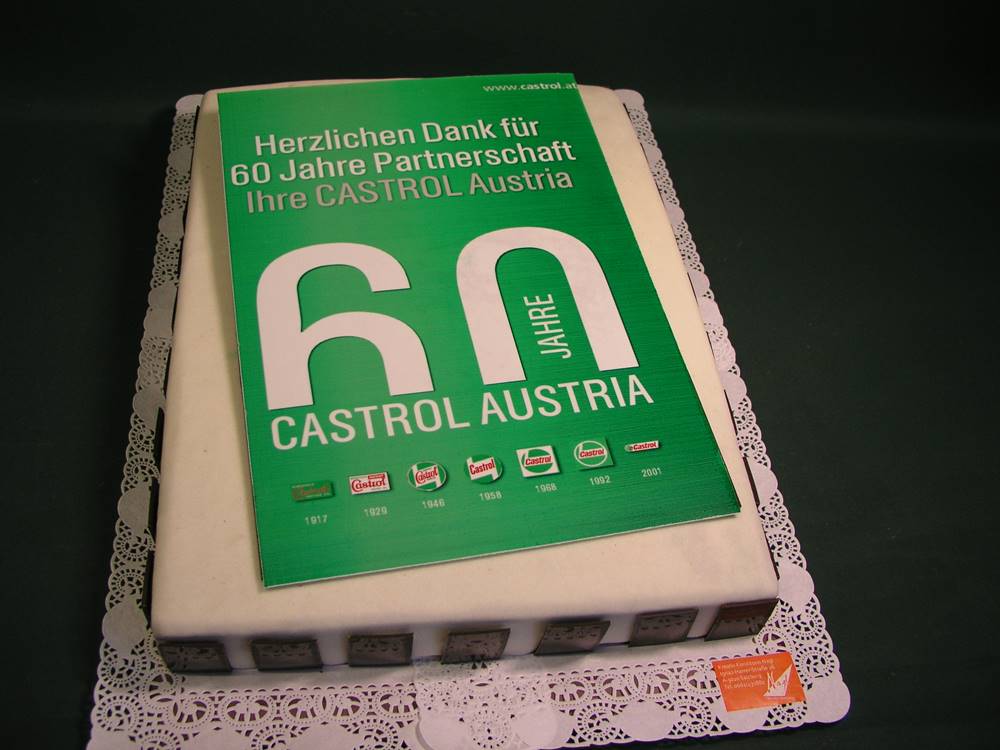 www.castrol.at
Herzlichen Dank für
60 Jahre Partnerschaft
Ihre CASTROL Austria
60
JAHRE
CASTROL AUSTRIA
Castrol
Castrol
Castrol
Castrol
Castrol
Castrol
1917
1929
1946
1958
1968
1992
2001